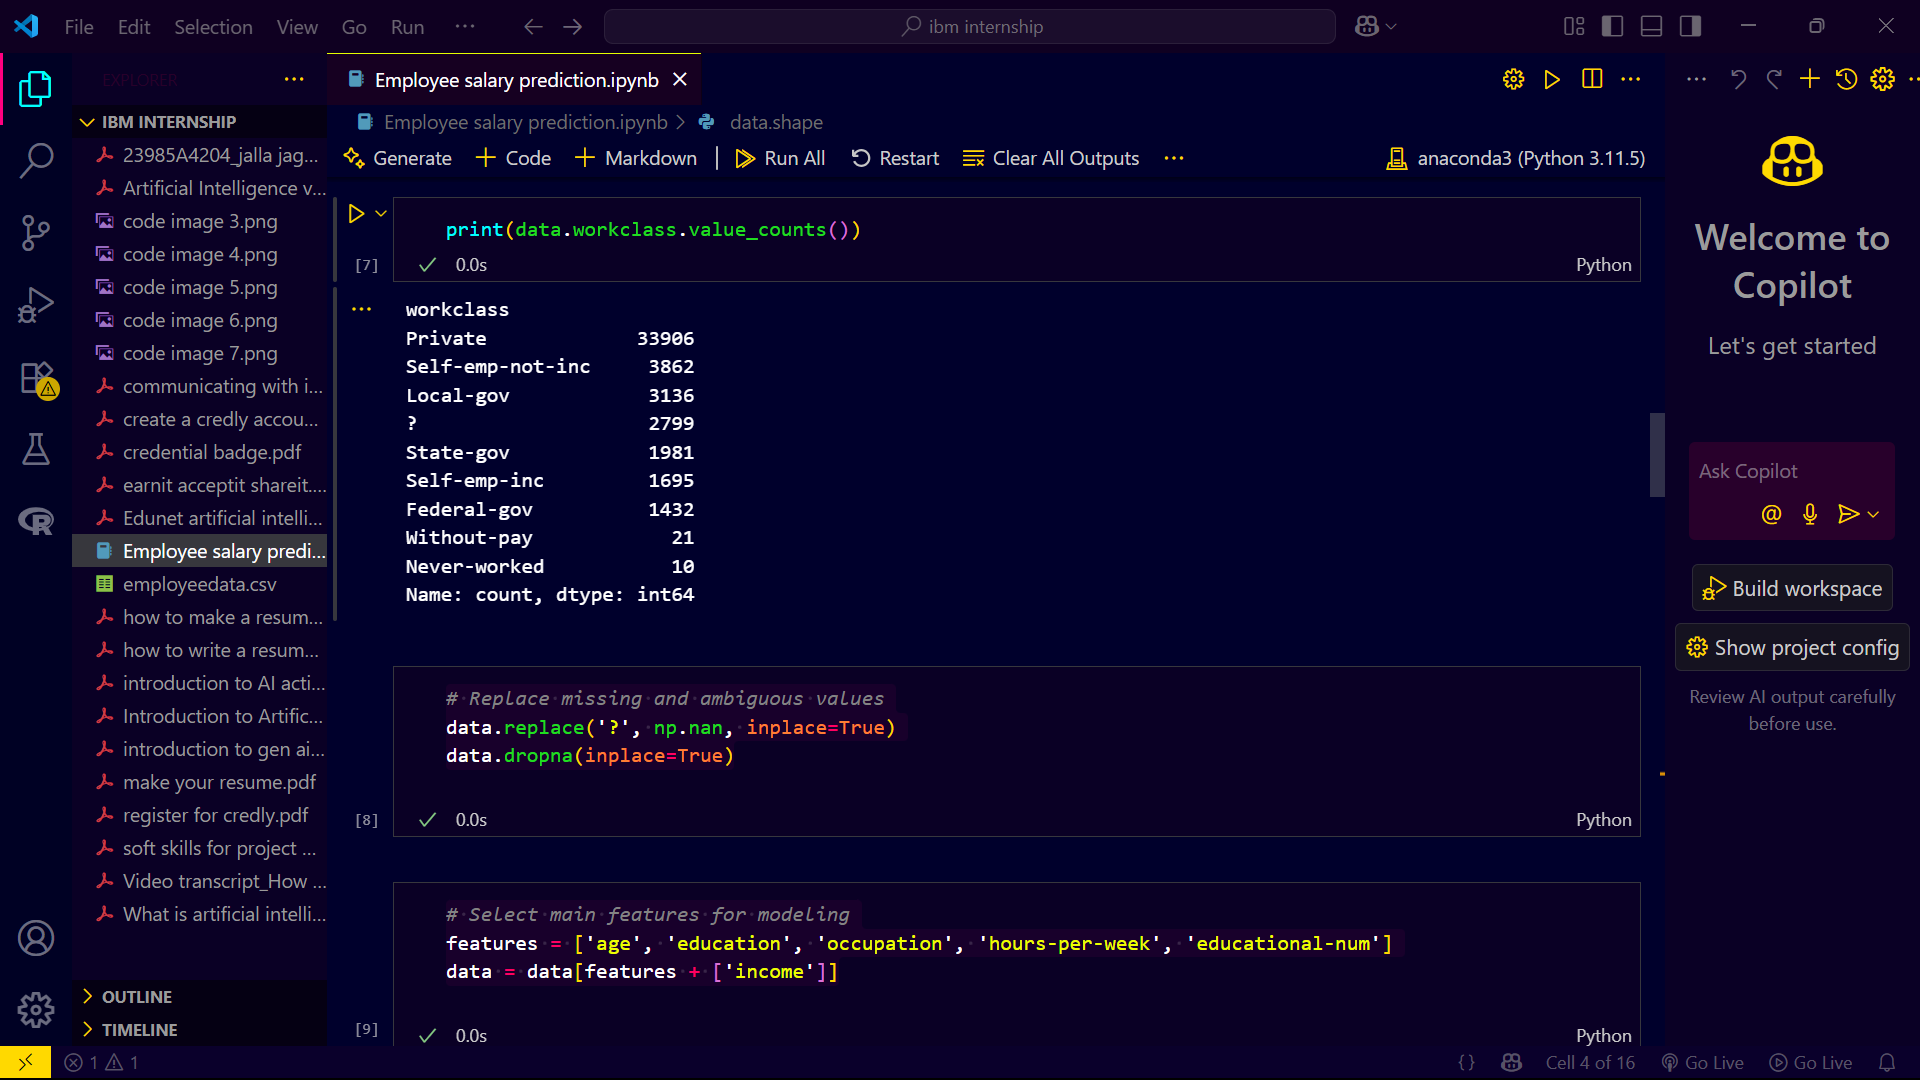 File Edit Selection View Go Run ···
ibm internship
EXPLORER ···
IBM INTERNSHIP
23985A4204_jalla jag...
Artificial Intelligence v...
code image 3.png
code image 4.png
code image 5.png
code image 6.png
code image 7.png
communicating with i...
create a credly accou...
credential badge.pdf
earnit acceptit shareit....
Edunet artificial intelli...
Employee salary predi...
employeedata.csv
how to make a resum...
how to write a resum...
introduction to AI acti...
Introduction to Artific...
introduction to gen ai...
make your resume.pdf
register for credly.pdf
soft skills for project ...
Video transcript_How ...
What is artificial intelli...
OUTLINE
TIMELINE
Employee salary prediction.ipynb
Employee salary prediction.ipynb > data.shape
Generate + Code + Markdown | Run All Restart Clear All Outputs ··· anaconda3 (Python 3.11.5)
print(data.workclass.value_counts())
[7] 0.0s Python
workclass
Private 33906
Self-emp-not-inc 3862
Local-gov 3136
? 2799
State-gov 1981
Self-emp-inc 1695
Federal-gov 1432
Without-pay 21
Never-worked 10
Name: count, dtype: int64
# Replace missing and ambiguous values
data.replace('?', np.nan, inplace=True)
data.dropna(inplace=True)
[8] 0.0s Python
# Select main features for modeling
features = ['age', 'education', 'occupation', 'hours-per-week', 'educational-num']
data = data[features + ['income']]
[9] 0.0s Python
Welcome to
Copilot
Let's get started
Ask Copilot
Build workspace
Show project config
Review AI output carefully
before use.
1 1
{} Cell 4 of 16 Go Live Go Live